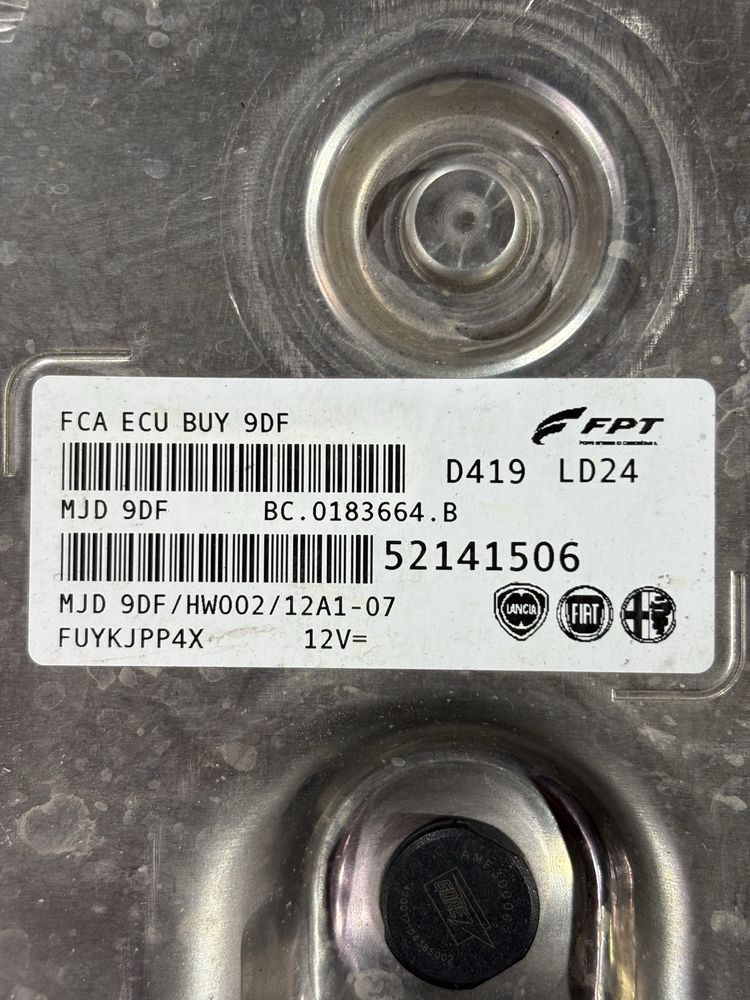 FCA ECU BUY 9DF
FPT
D419 LD24
MJD 9DF BC.0183664.B
52141506
MJD 9DF/HW002/12A1-07
LANCIA FIAT
FUYKJPP4X 12V=
GORE